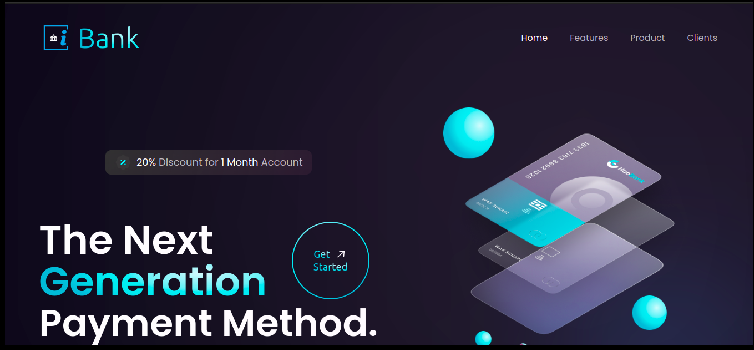 i Bank
Home Features Product Clients
20% Discount for 1 Month Account
The Next
Generation
Payment Method.
Get
Started